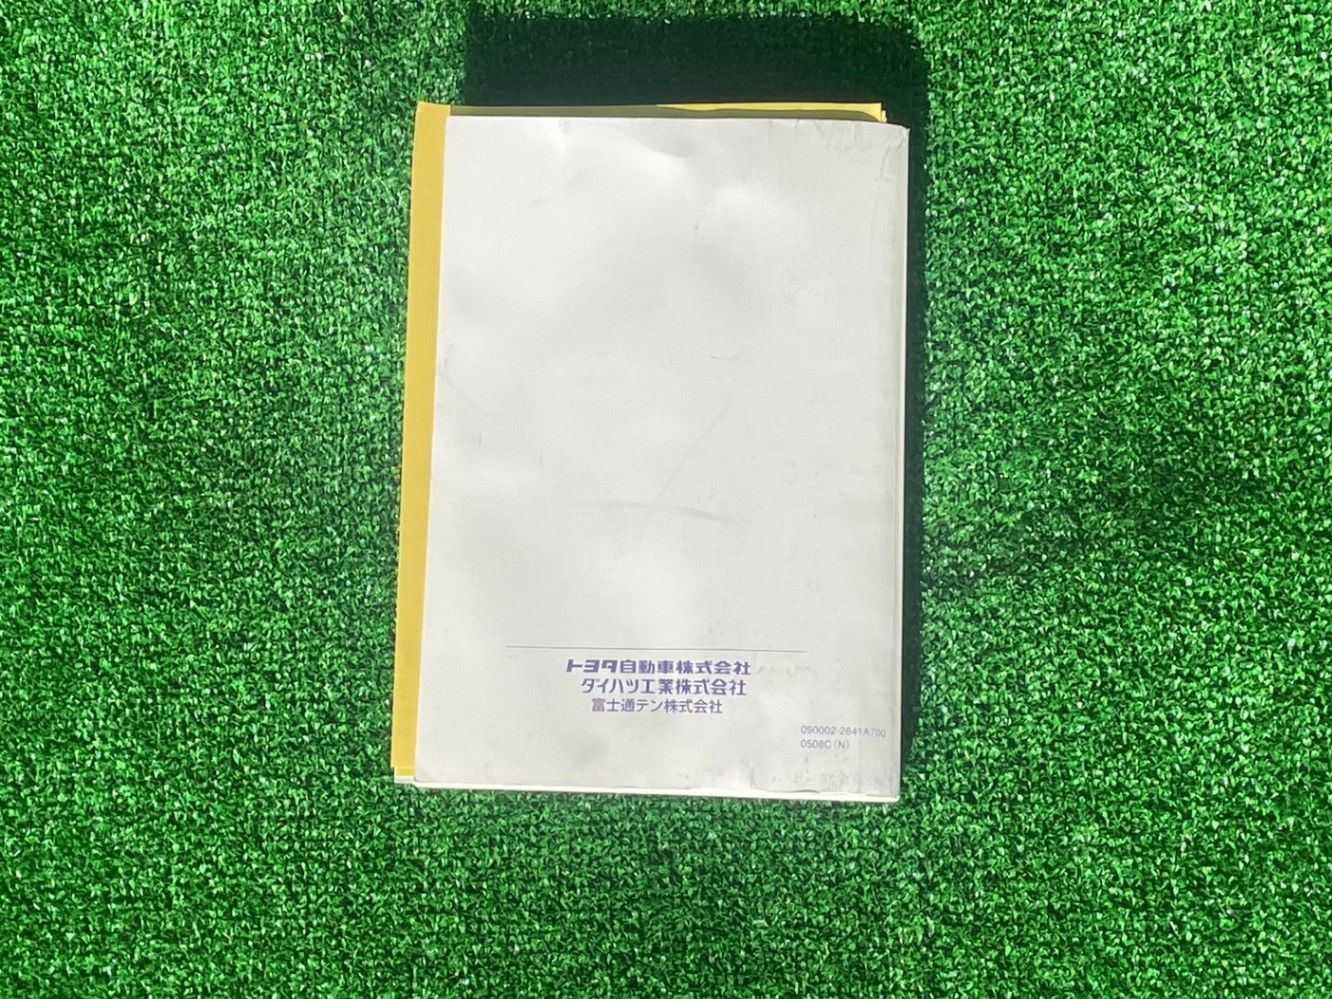 トヨタ自動車株式会社
ダイハツ工業株式会社
富士通テン株式会社
090002-2841A700
0508C(N)